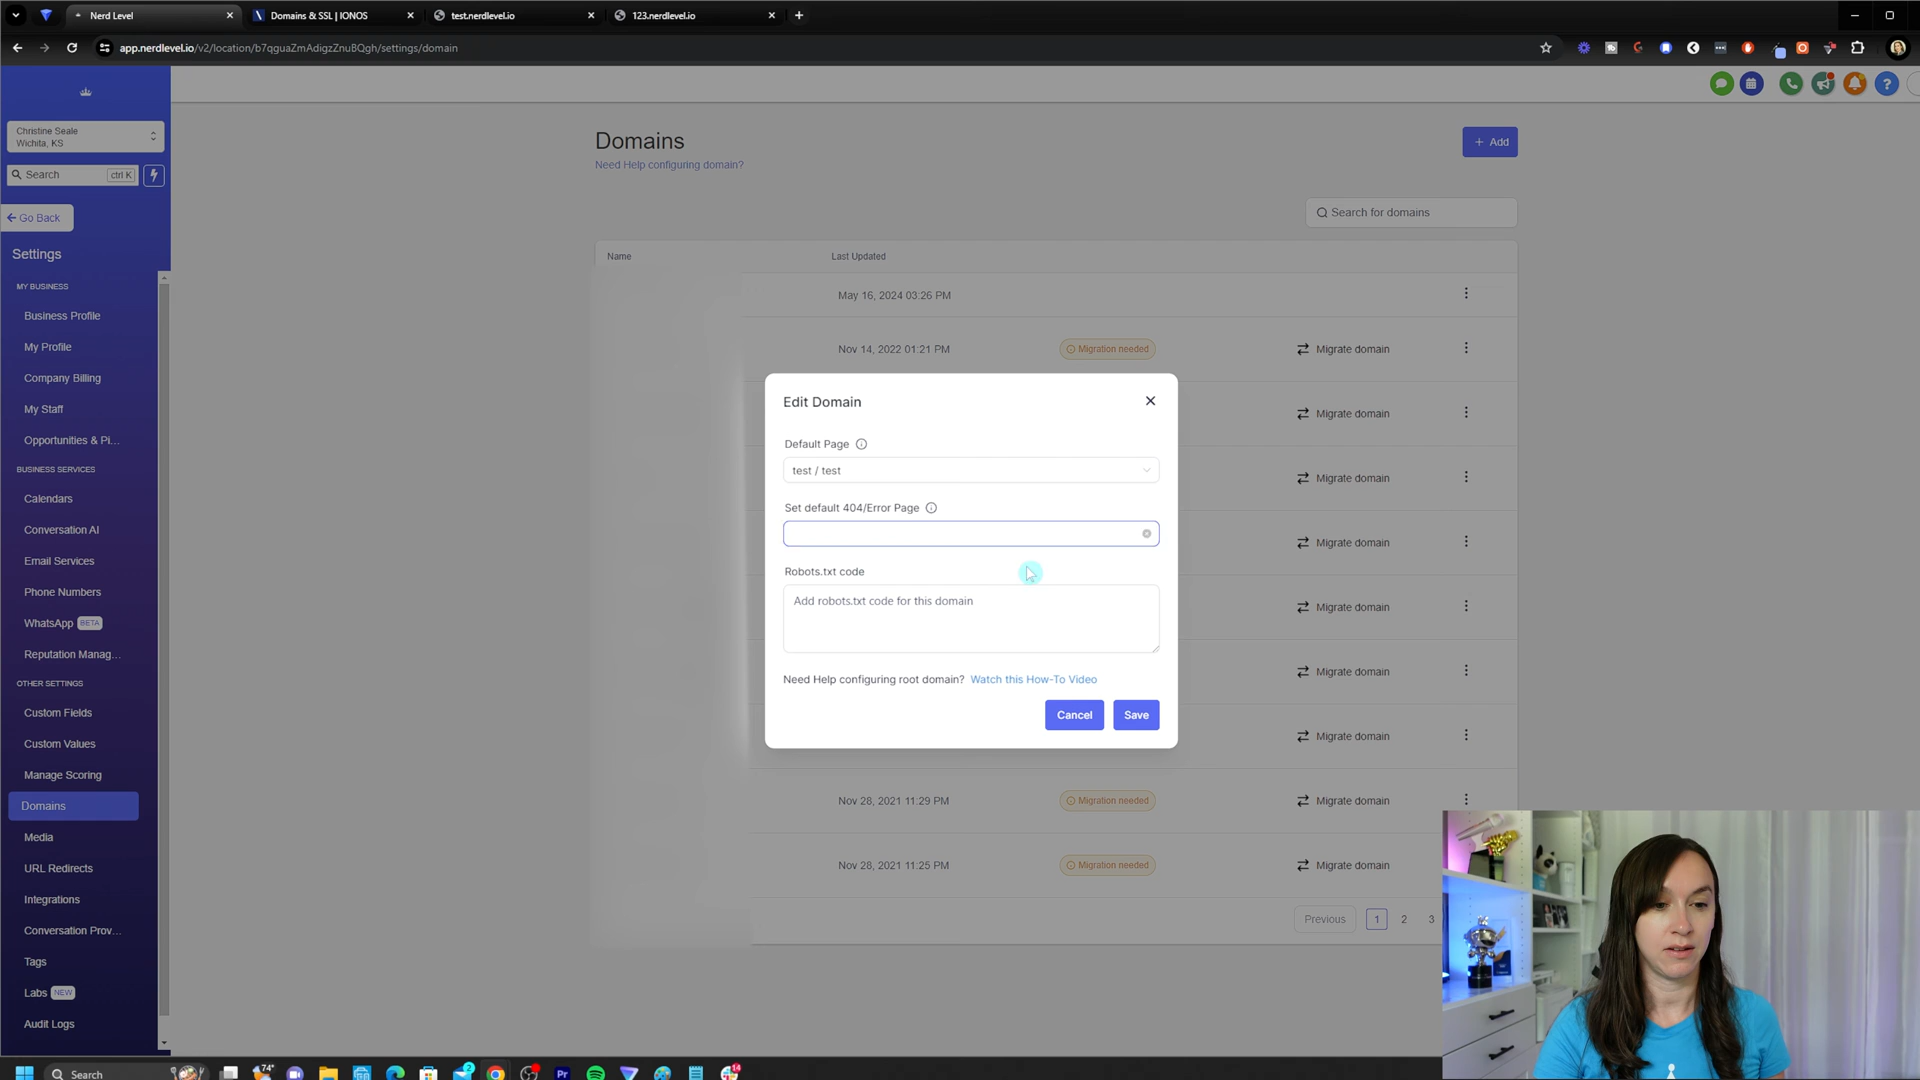 Nerd Level
Domains & SSL | IONOS
test.nerdlevel.io
123.nerdlevel.io
app.nerdlevel.io/v2/location/b7qguaZmAdigzZnuBQgh/settings/domain
Christine Seale
Wichita, KS
Search
ctrl K
Go Back
Settings
MY BUSINESS
Business Profile
My Profile
Company Billing
My Staff
Opportunities & Pi...
BUSINESS SERVICES
Calendars
Conversation AI
Email Services
Phone Numbers
WhatsApp BETA
Reputation Manag...
OTHER SETTINGS
Custom Fields
Custom Values
Manage Scoring
Domains
Media
URL Redirects
Integrations
Conversation Prov...
Tags
Labs NEW
Audit Logs
Domains
Need Help configuring domain?
+ Add
Search for domains
Name
Last Updated
May 16, 2024 03:26 PM
Nov 14, 2022 01:21 PM
Migration needed
Migrate domain
Migrate domain
Migrate domain
Migrate domain
Migrate domain
Migrate domain
Migrate domain
Nov 28, 2021 11:29 PM
Migration needed
Migrate domain
Nov 28, 2021 11:25 PM
Migration needed
Migrate domain
Previous
1
2
3
Edit Domain
Default Page
test / test
Set default 404/Error Page
Robots.txt code
Add robots.txt code for this domain
Need Help configuring root domain? Watch this How-To Video
Cancel
Save
Search
74°
2
Pr
14